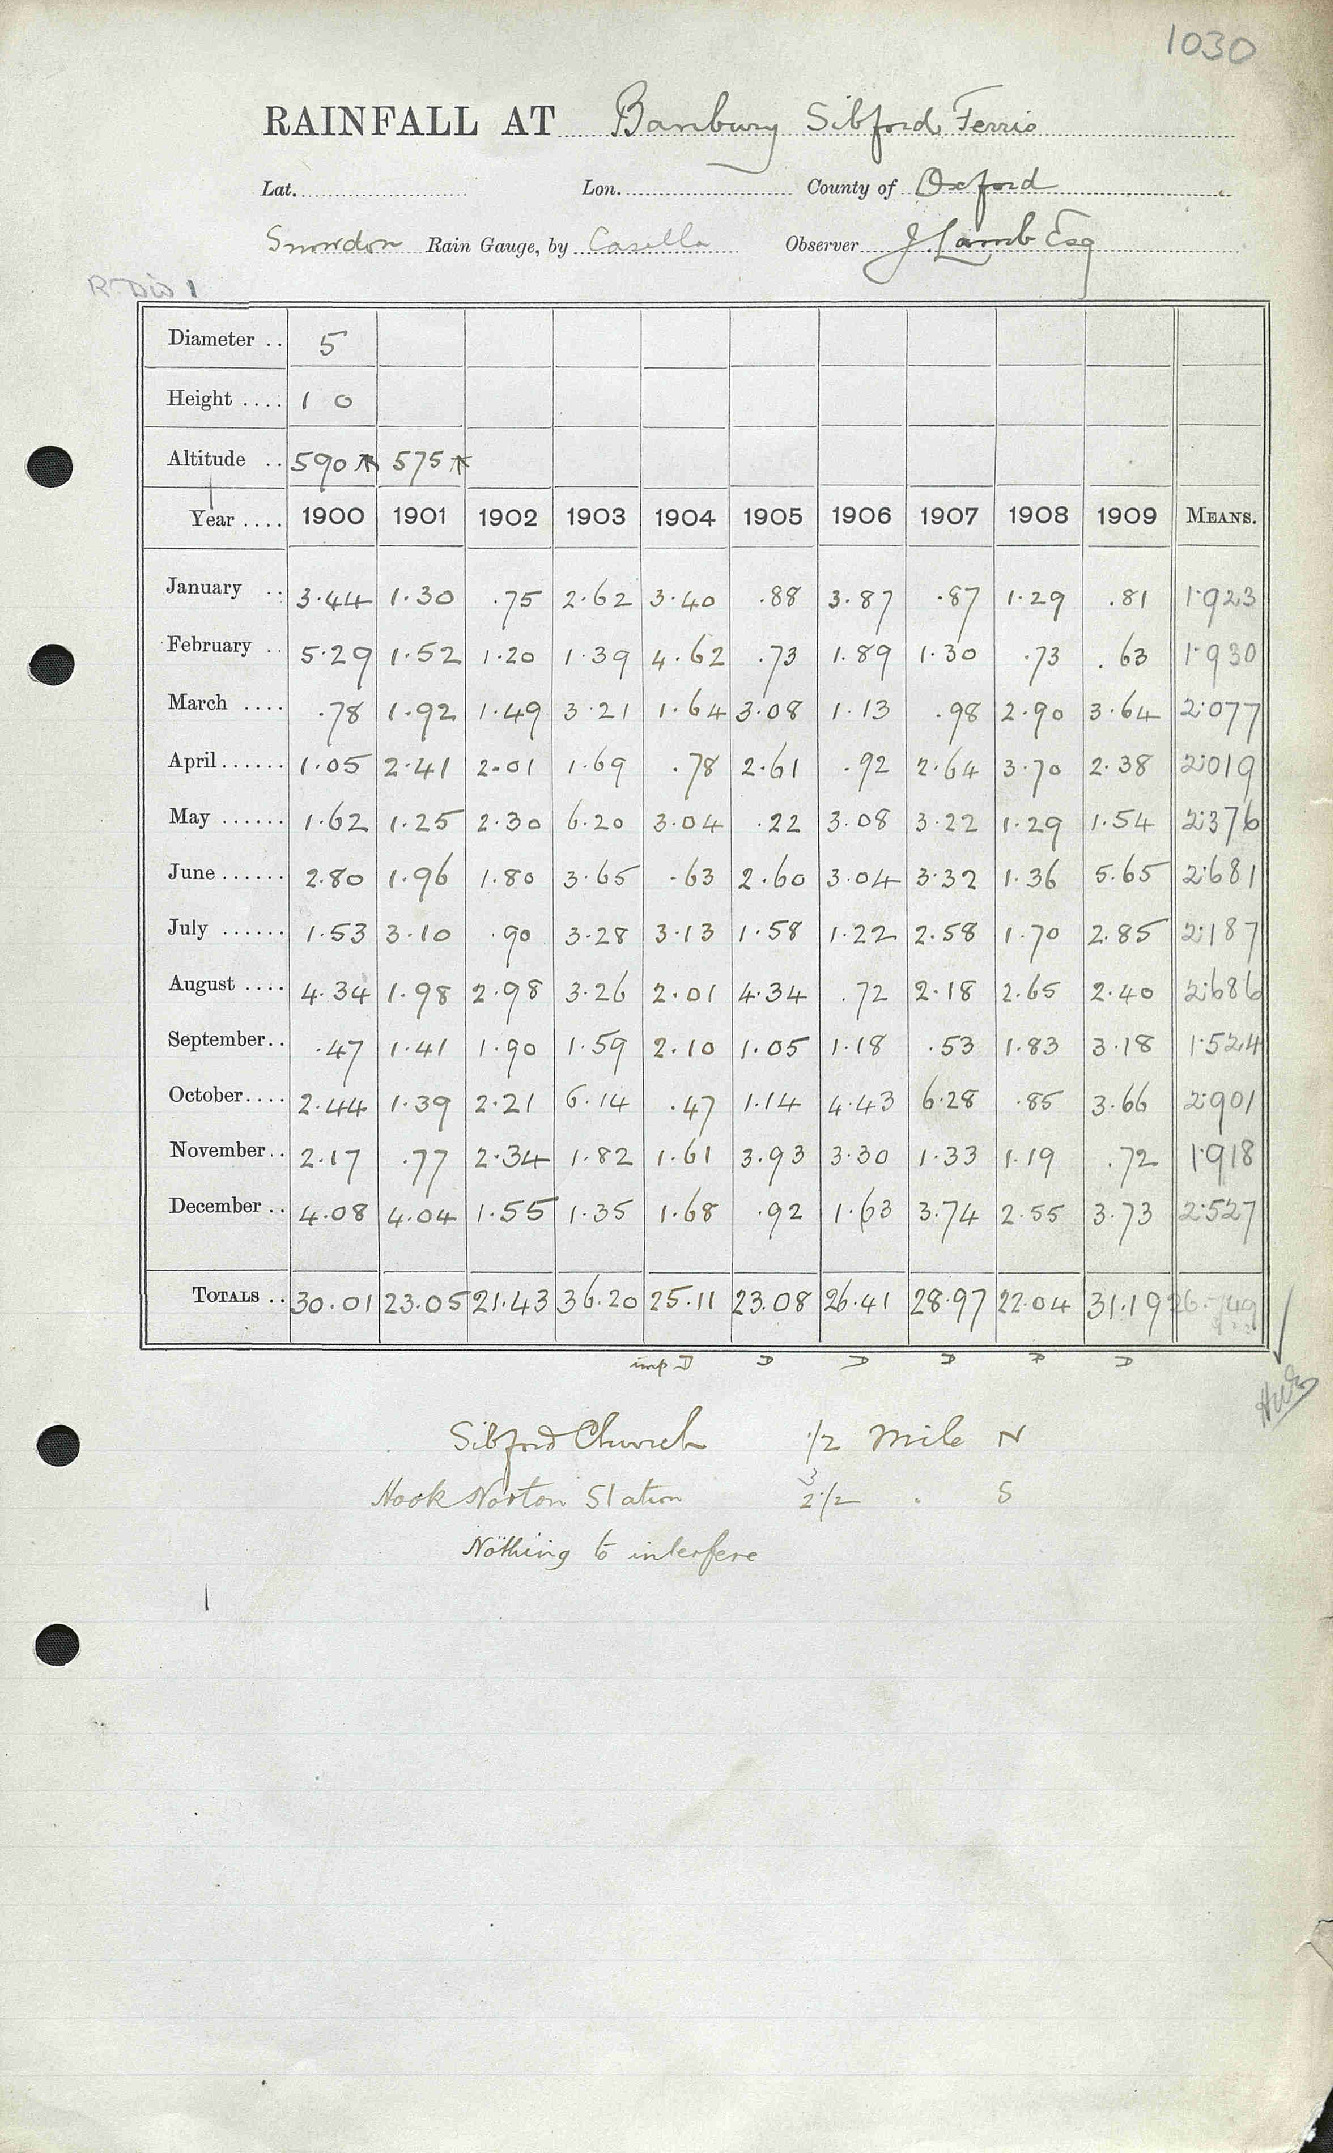 1030
RAINFALL AT Banbury Sibford Ferris
Lat. Lon. County of Oxford
Snowdon Rain Gauge, by Casella Observer J Lamb Esq
Diameter .. 5
Height .... 1 0
Altitude .. 590 575
Year .... 1900 1901 1902 1903 1904 1905 1906 1907 1908 1909 MEANS.
January .. 3.44 1.30 .75 2.62 3.40 .88 3.87 .87 1.29 .81 1.923
February .. 5.29 1.52 1.20 1.39 4.62 .73 1.89 1.30 .73 .63 1.930
March .... .78 1.92 1.49 3.21 1.64 3.08 1.13 .98 2.90 3.64 2.077
April...... 1.05 2.41 2.01 1.69 .78 2.61 .92 2.64 3.70 2.38 2.019
May ...... 1.62 1.25 2.30 6.20 3.04 .22 3.08 3.22 1.29 1.54 2.376
June...... 2.80 1.96 1.80 3.65 .63 2.60 3.04 3.32 1.36 5.65 2.681
July ...... 1.53 3.10 .90 3.28 3.13 1.58 1.22 2.58 1.70 2.85 2.187
August .... 4.34 1.98 2.98 3.26 2.01 4.34 .72 2.18 2.65 2.40 2.686
September.. .47 1.41 1.90 1.59 2.10 1.05 1.18 .53 1.83 3.18 1.524
October.... 2.44 1.39 2.21 6.14 .47 1.14 4.43 6.28 .85 3.66 2.901
November.. 2.17 .77 2.34 1.82 1.61 3.93 3.30 1.33 1.19 .72 1.918
December .. 4.08 4.04 1.55 1.35 1.68 .92 1.63 3.74 2.55 3.73 2.527
TOTALS .. 30.01 23.05 21.43 36.20 25.11 23.08 26.41 28.97 22.04 31.19 26.749
imp D D D D D D
Sibford Church 1/2 Mile N
Hook Norton Station 2 1/2 . S
Nothing to interfere